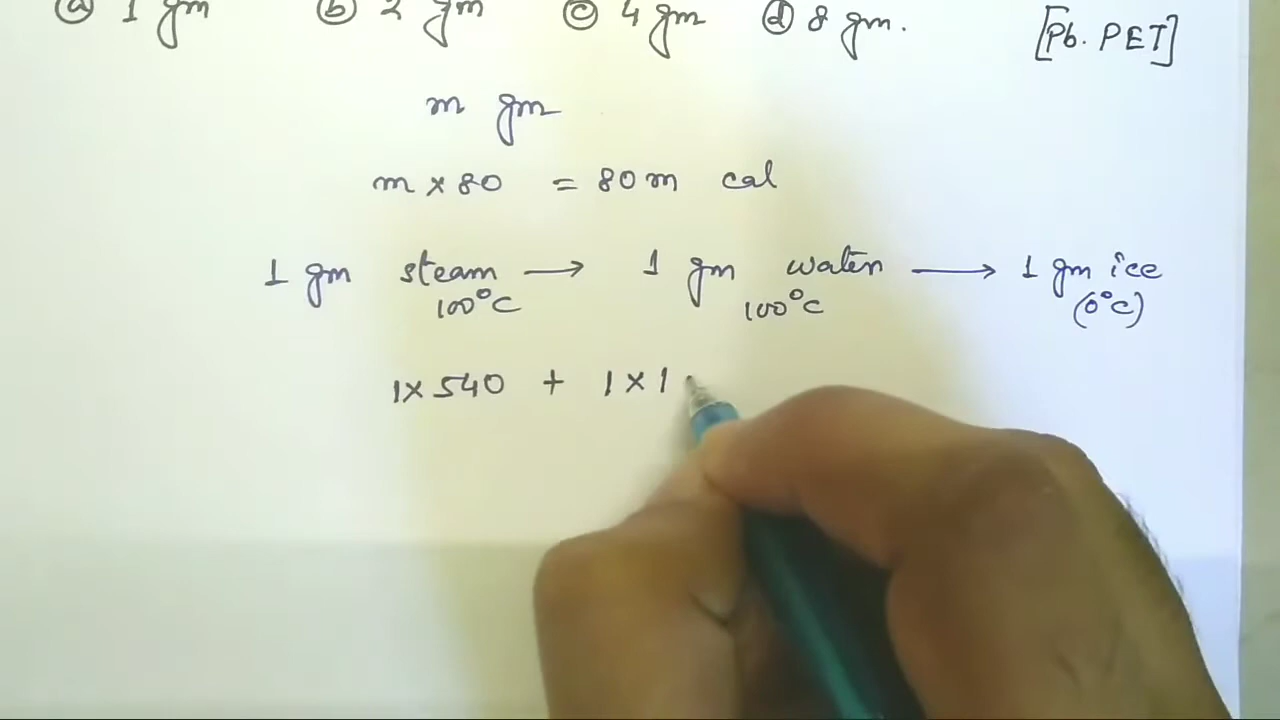 ⓐ 1 gm ⓑ 2 gm ⓒ 4 gm ⓓ 8 gm. [Pb. PET]
m gm
m × 80 = 80 m cal
1 gm steam → 1 gm water → 1 gm ice
100°C 100°C (0°C)
1 × 540 + 1 × 1